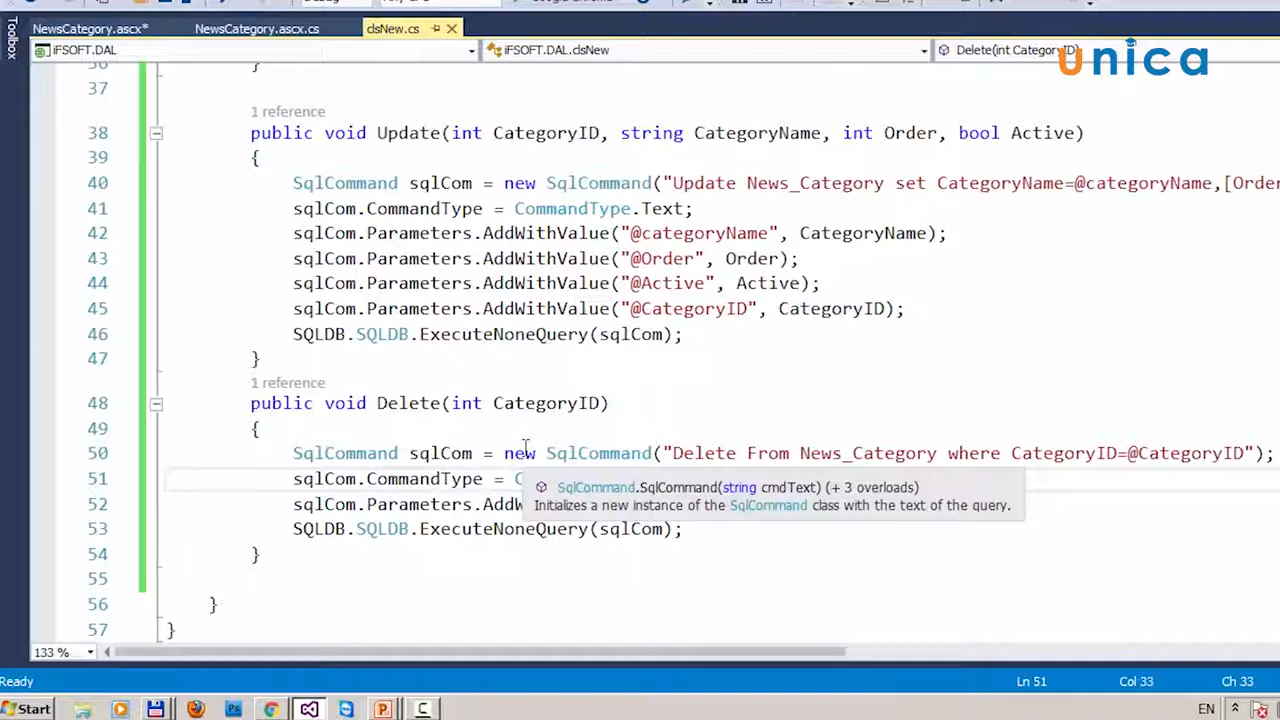 unica
NewsCategory.ascx* NewsCategory.ascx.cs clsNew.cs
iFSOFT.DAL iFSOFT.DAL.clsNew Delete(int CategoryID)
36 }
37
1 reference
38 public void Update(int CategoryID, string CategoryName, int Order, bool Active)
39 {
40 SqlCommand sqlCom = new SqlCommand("Update News_Category set CategoryName=@categoryName,[Order
41 sqlCom.CommandType = CommandType.Text;
42 sqlCom.Parameters.AddWithValue("@categoryName", CategoryName);
43 sqlCom.Parameters.AddWithValue("@Order", Order);
44 sqlCom.Parameters.AddWithValue("@Active", Active);
45 sqlCom.Parameters.AddWithValue("@CategoryID", CategoryID);
46 SQLDB.SQLDB.ExecuteNoneQuery(sqlCom);
47 }
1 reference
48 public void Delete(int CategoryID)
49 {
50 SqlCommand sqlCom = new SqlCommand("Delete From News_Category where CategoryID=@CategoryID");
51 sqlCom.CommandType = C
SqlCommand.SqlCommand(string cmdText) (+ 3 overloads)
52 sqlCom.Parameters.AddW
Initializes a new instance of the SqlCommand class with the text of the query.
53 SQLDB.SQLDB.ExecuteNoneQuery(sqlCom);
54 }
55
56 }
57 }
133 %
Ready Ln 51 Col 33 Ch 33
Start EN
Toolbox